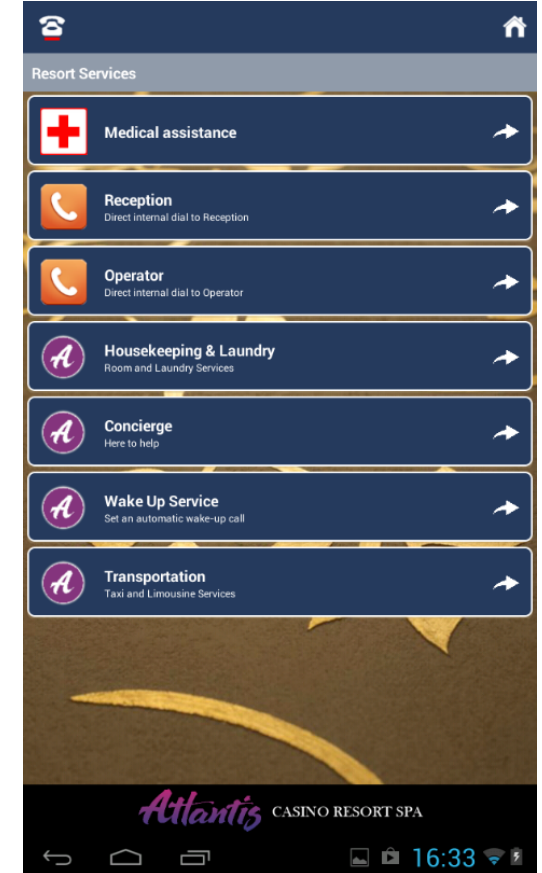 Resort Services
Medical assistance
Reception
Direct internal dial to Reception
Operator
Direct internal dial to Operator
A
Housekeeping & Laundry
Room and Laundry Services
A
Concierge
Here to help
A
Wake Up Service
Set an automatic wake-up call
A
Transportation
Taxi and Limousine Services
Atlantis CASINO RESORT SPA
16:33